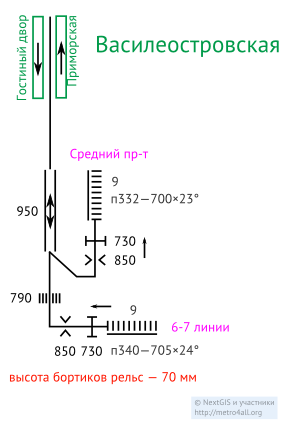 Василеостровская
Гостиный двор
Приморская
Средний пр-т
9
п332—700×23°
950
730
850
790
9
6-7 линии
850 730
п340—705×24°
высота бортиков рельс — 70 мм
© NextGIS и участники
http://metro4all.org